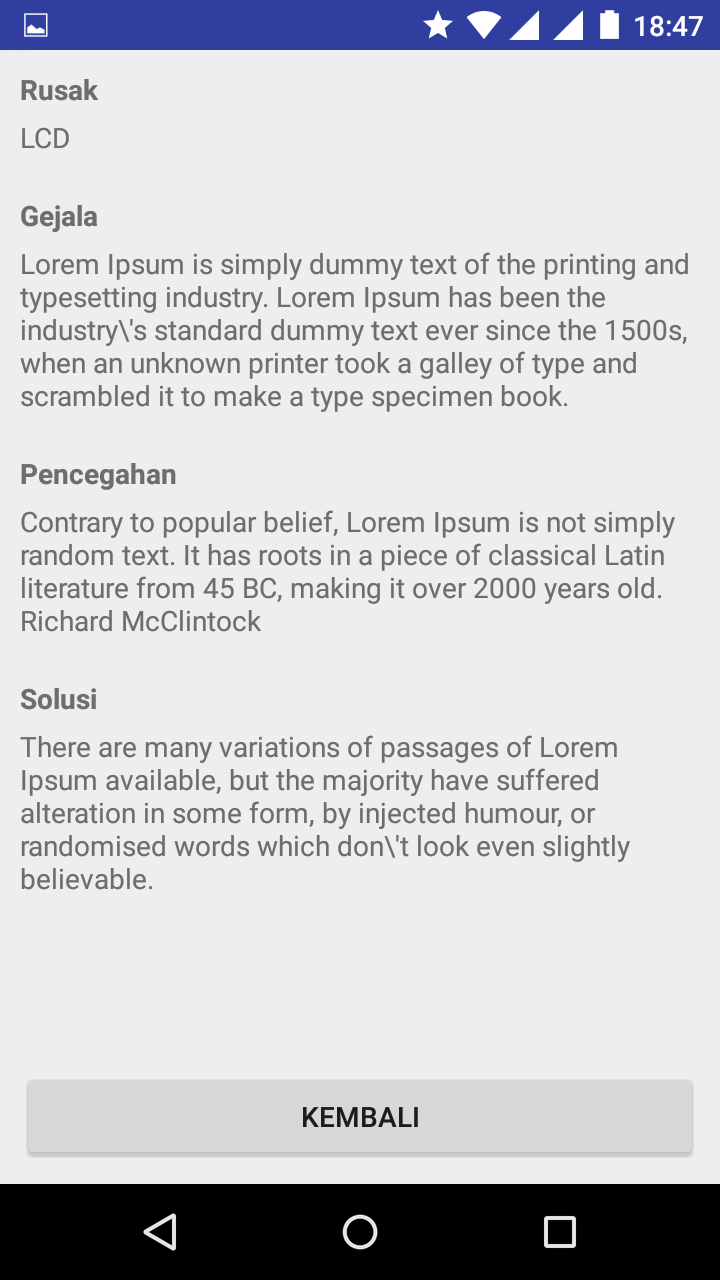 18:47
Rusak
LCD
Gejala
Lorem Ipsum is simply dummy text of the printing and
typesetting industry. Lorem Ipsum has been the
industry\'s standard dummy text ever since the 1500s,
when an unknown printer took a galley of type and
scrambled it to make a type specimen book.
Pencegahan
Contrary to popular belief, Lorem Ipsum is not simply
random text. It has roots in a piece of classical Latin
literature from 45 BC, making it over 2000 years old.
Richard McClintock
Solusi
There are many variations of passages of Lorem
Ipsum available, but the majority have suffered
alteration in some form, by injected humour, or
randomised words which don\'t look even slightly
believable.
KEMBALI